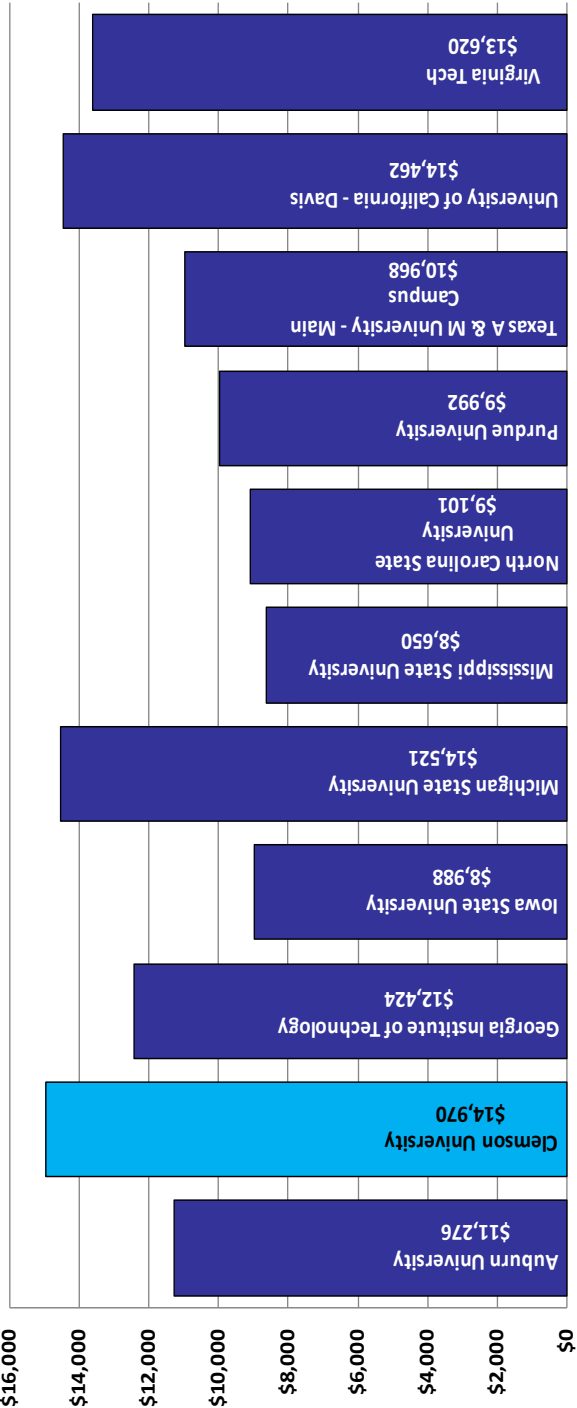 $16,000
$14,000
$12,000
$10,000
$8,000
$6,000
$4,000
$2,000
$0
Auburn University
$11,276
Clemson University
$14,970
Georgia Institute of Technology
$12,424
Iowa State University
$8,988
Michigan State University
$14,521
Mississippi State University
$8,650
North Carolina State
University
$9,101
Purdue University
$9,992
Texas A & M University - Main
Campus
$10,968
University of California - Davis
$14,462
Virginia Tech
$13,620